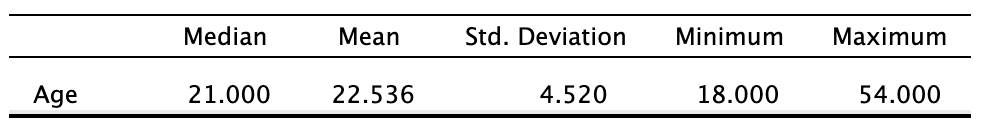 Median Mean Std. Deviation Minimum Maximum
Age 21.000 22.536 4.520 18.000 54.000